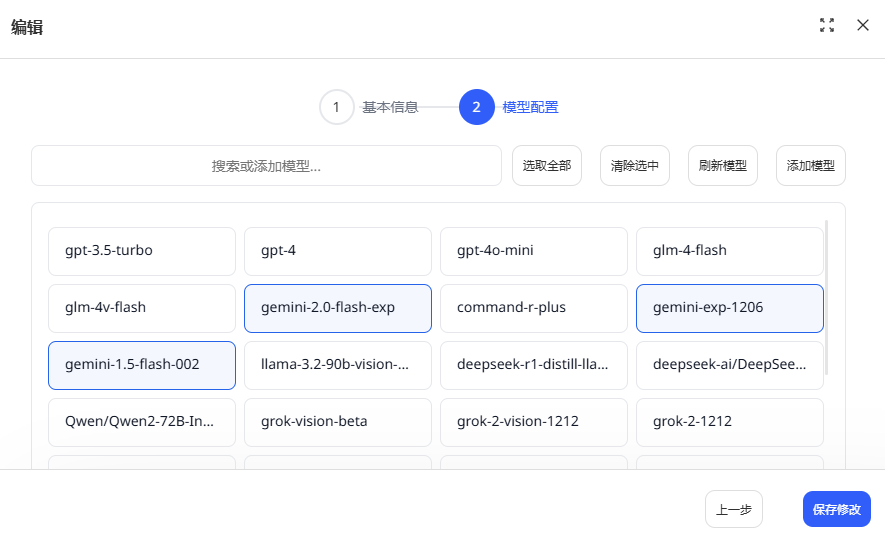 编辑
1 基本信息 2 模型配置
搜索或添加模型... 选取全部 清除选中 刷新模型 添加模型
gpt-3.5-turbo gpt-4 gpt-4o-mini glm-4-flash
glm-4v-flash gemini-2.0-flash-exp command-r-plus gemini-exp-1206
gemini-1.5-flash-002 llama-3.2-90b-vision-... deepseek-r1-distill-lla... deepseek-ai/DeepSee...
Qwen/Qwen2-72B-In... grok-vision-beta grok-2-vision-1212 grok-2-1212
上一步 保存修改